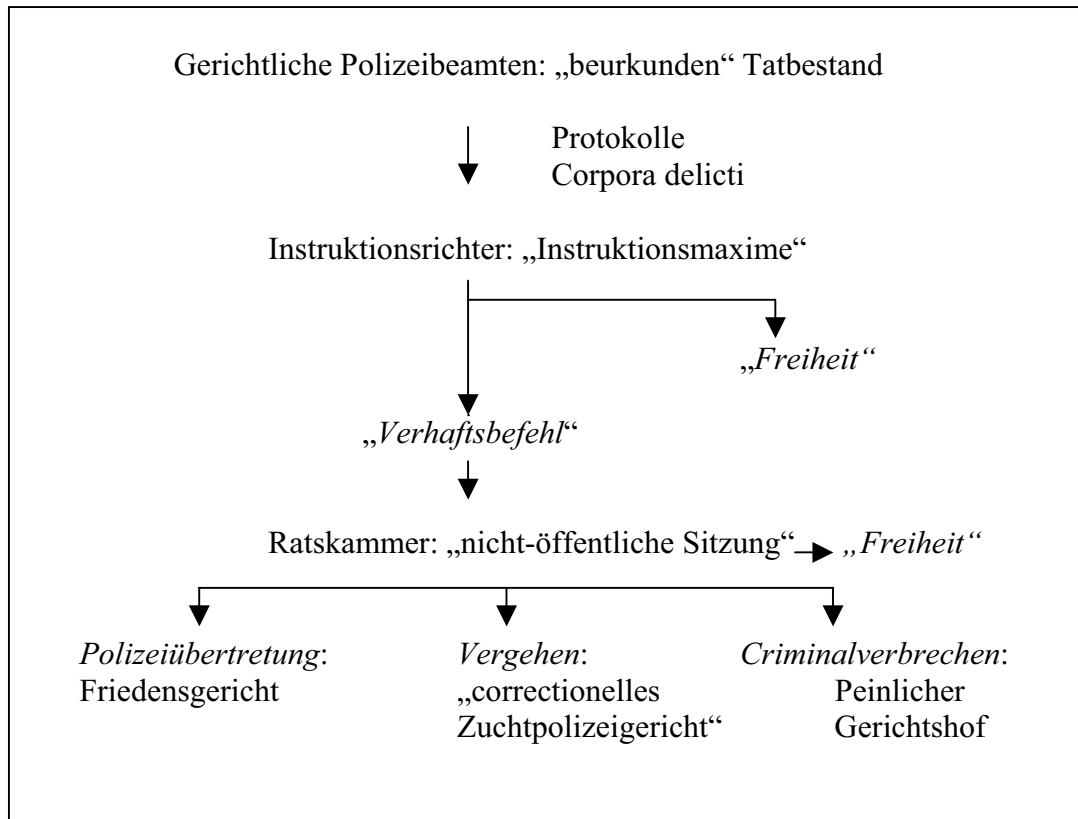 Gerichtliche Polizeibeamten: „beurkunden“ Tatbestand
Protokolle
Corpora delicti
Instruktionsrichter: „Instruktionsmaxime“
„Freiheit“
„Verhaftsbefehl“
Ratskammer: „nicht-öffentliche Sitzung“ „Freiheit“
Polizeiübertretung: Vergehen: Criminalverbrechen:
Friedensgericht „correctionelles Peinlicher
Zuchtpolizeigericht“ Gerichtshof